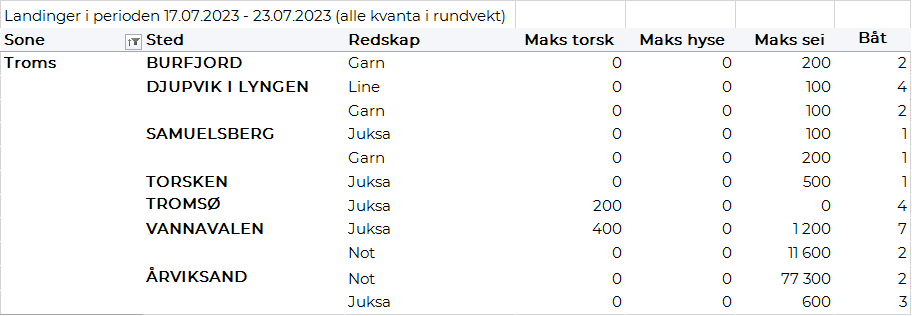 Landinger i perioden 17.07.2023 - 23.07.2023 (alle kvanta i rundvekt)
Sone Sted Redskap Maks torsk Maks hyse Maks sei Båt
Troms BURFJORD Garn 0 0 200 2
DJUPVIK I LYNGEN Line 0 0 100 4
Garn 0 0 100 2
SAMUELSBERG Juksa 0 0 100 1
Garn 0 0 200 1
TORSKEN Juksa 0 0 500 1
TROMSØ Juksa 200 0 0 4
VANNAVALEN Juksa 400 0 1 200 7
Not 0 0 11 600 2
ÅRVIKSAND Not 0 0 77 300 2
Juksa 0 0 600 3